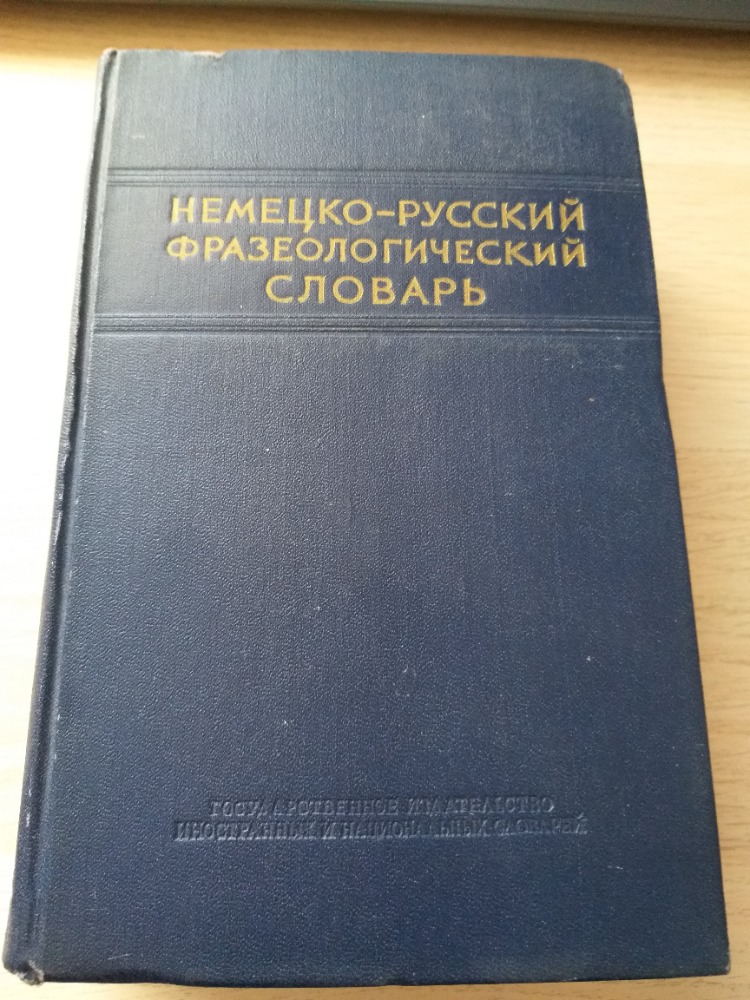 НЕМЕЦКО-РУССКИЙ
ФРАЗЕОЛОГИЧЕСКИЙ
СЛОВАРЬ
ГОСУДАРСТВЕННОЕ ИЗДАТЕЛЬСТВО
ИНОСТРАННЫХ И НАЦИОНАЛЬНЫХ СЛОВАРЕЙ